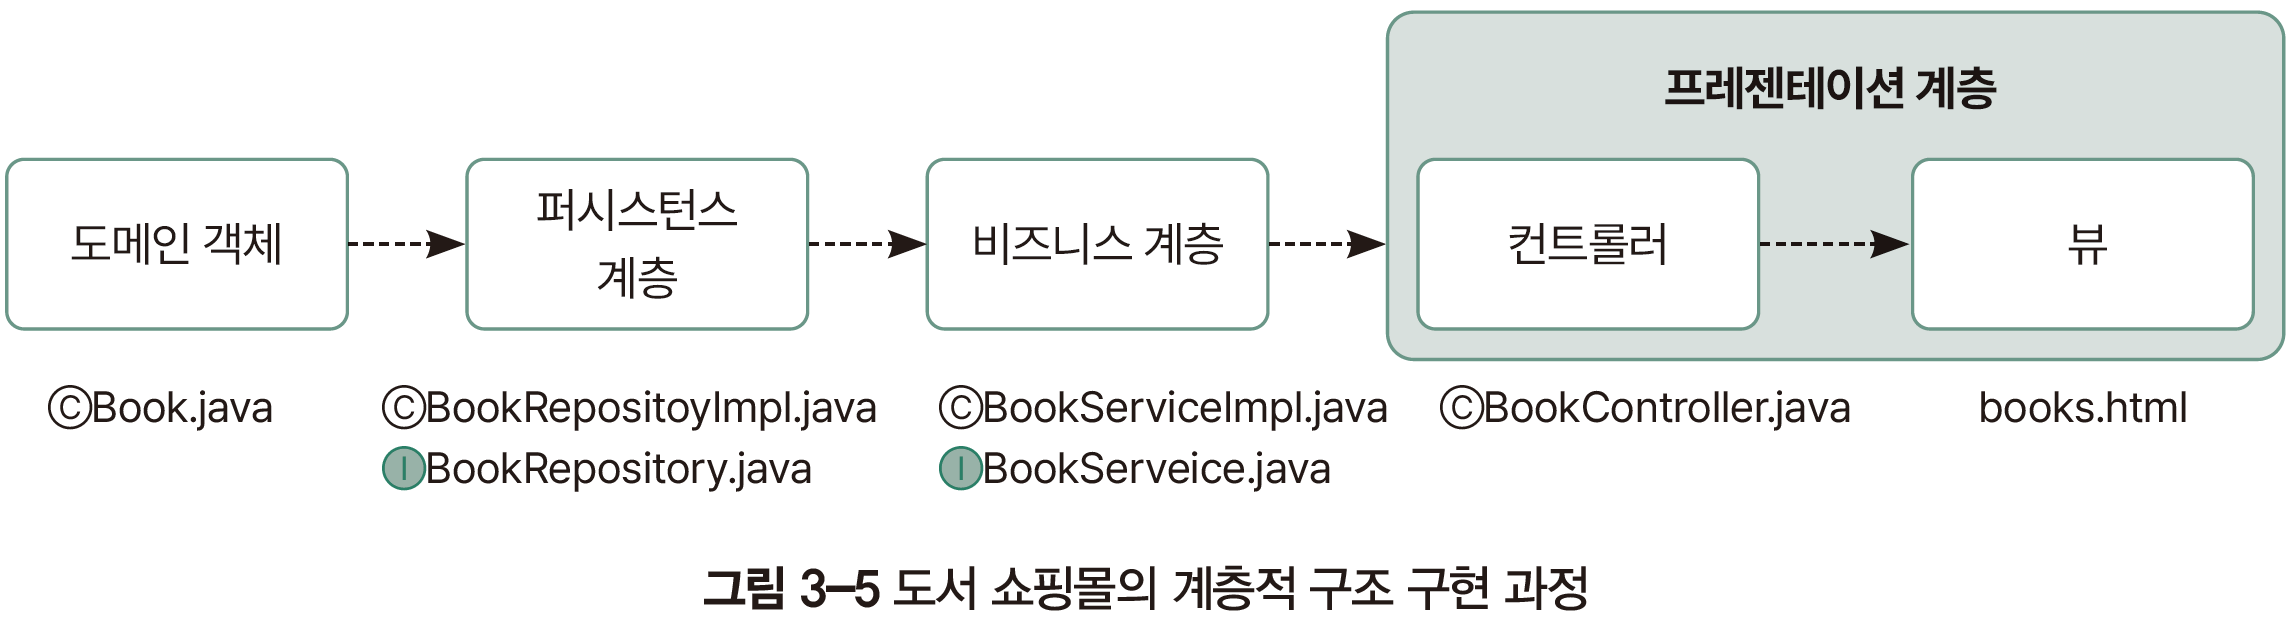 프레젠테이션 계층
도메인 객체
퍼시스턴스
계층
비즈니스 계층
컨트롤러
뷰
ⒸBook.java
ⒸBookRepositoyImpl.java
ⒾBookRepository.java
ⒸBookServiceImpl.java
ⒾBookServeice.java
ⒸBookController.java
books.html
그림 3–5 도서 쇼핑몰의 계층적 구조 구현 과정